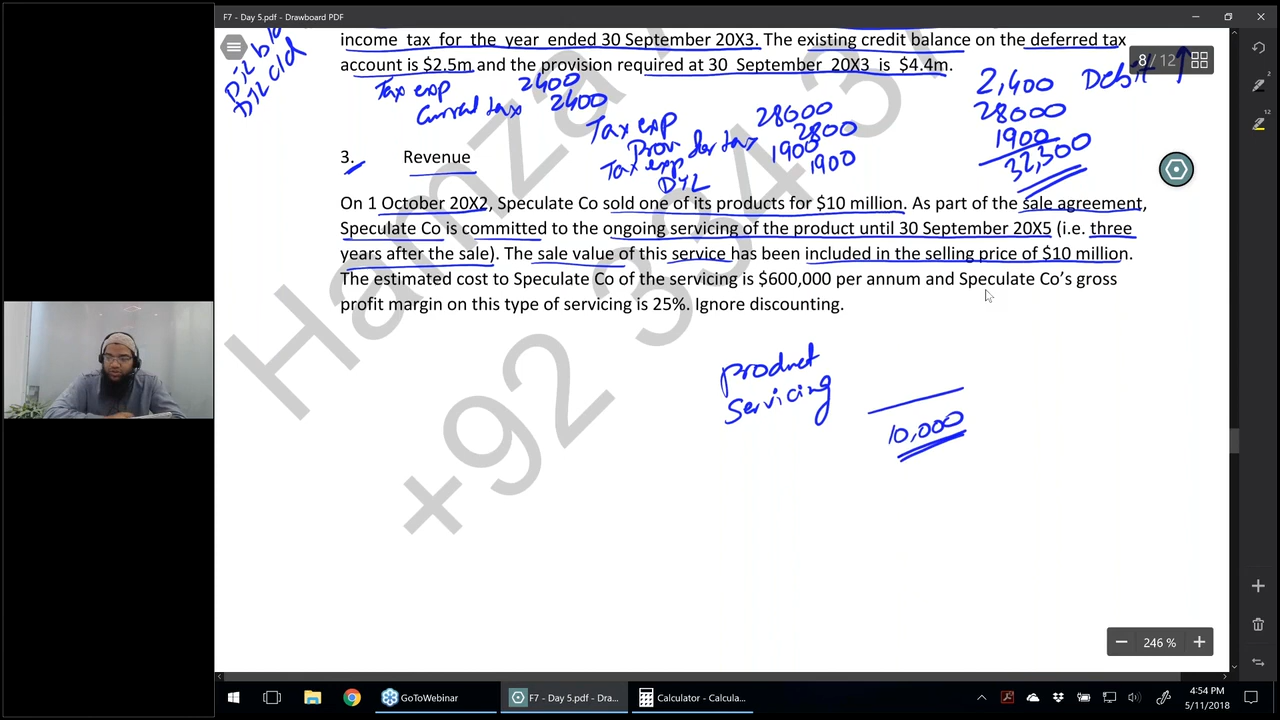 F7 - Day 5.pdf - Drawboard PDF
DTL b/d
DTL c/d
income tax for the year ended 30 September 20X3. The existing credit balance on the deferred tax
account is $2.5m and the provision required at 30 September 20X3 is $4.4m.
8 / 12
Tax exp 2400
Current tax 2400
Tax exp 28000
Prov for tax 2800
Tax exp 1900
DTL 1900
2,400 Debit ↑
28000
1900
32,300
3. Revenue
On 1 October 20X2, Speculate Co sold one of its products for $10 million. As part of the sale agreement,
Speculate Co is committed to the ongoing servicing of the product until 30 September 20X5 (i.e. three
years after the sale). The sale value of this service has been included in the selling price of $10 million.
The estimated cost to Speculate Co of the servicing is $600,000 per annum and Speculate Co’s gross
profit margin on this type of servicing is 25%. Ignore discounting.
product
Servicing
10,000
Hamza
+92 334 3
246 %
GoToWebinar
F7 - Day 5.pdf - Dra...
Calculator - Calcula...
4:54 PM
5/11/2018